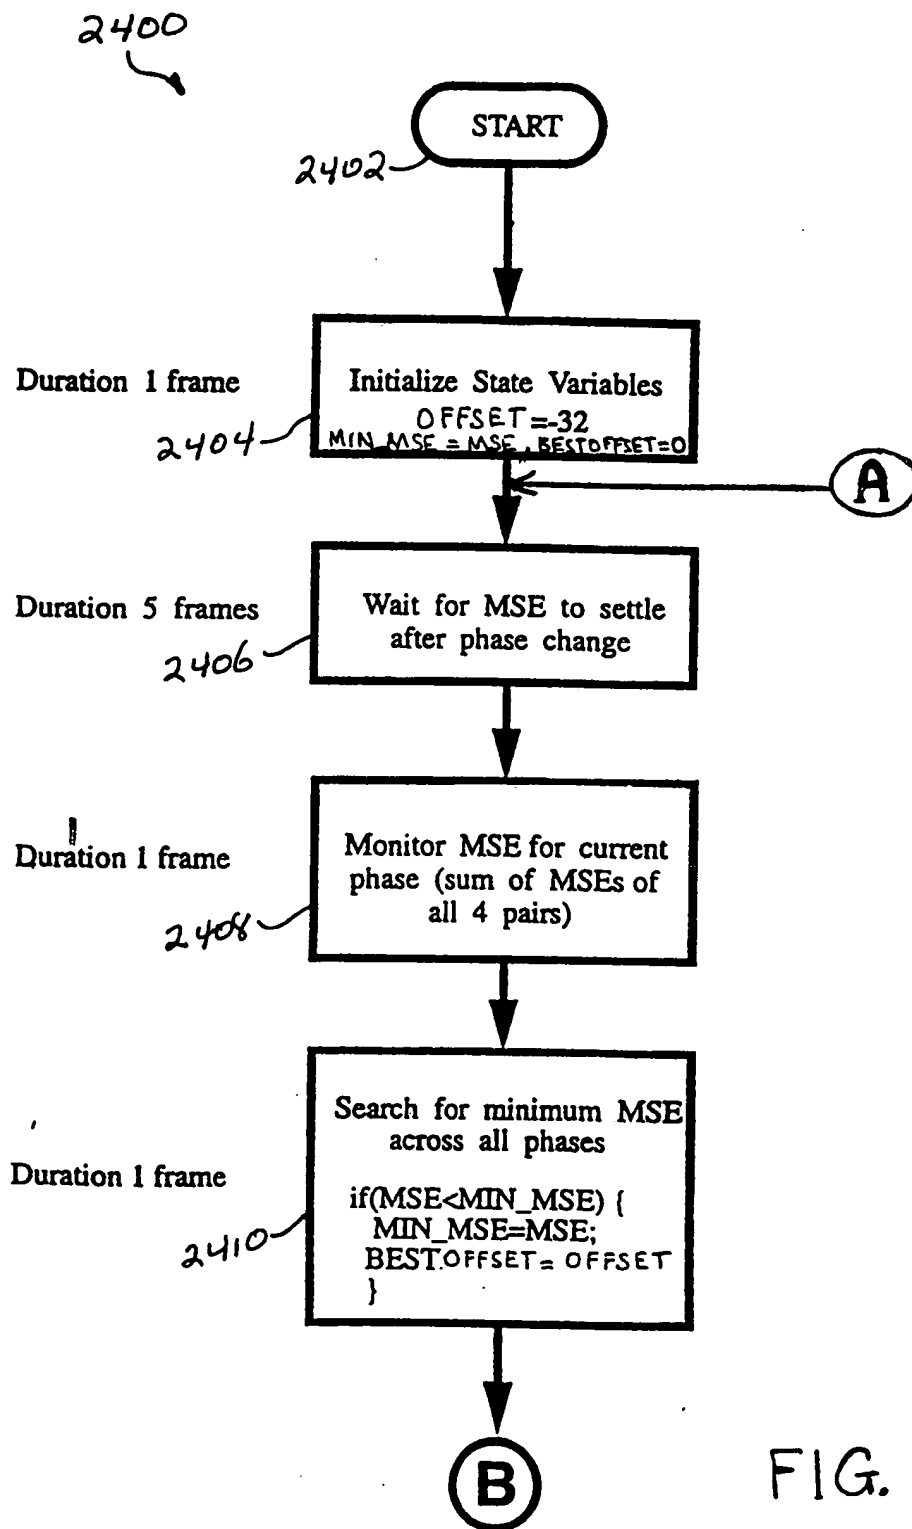 2400
START
2402
Duration 1 frame
Initialize State Variables
OFFSET =-32
MIN_MSE = MSE, BESTOFFSET=0
2404
A
Duration 5 frames
Wait for MSE to settle
after phase change
2406
Duration 1 frame
Monitor MSE for current
phase (sum of MSEs of
all 4 pairs)
2408
Duration 1 frame
Search for minimum MSE
across all phases
if(MSE<MIN_MSE) {
MIN_MSE=MSE;
BEST.OFFSET = OFFSET
}
2410
B
FIG.